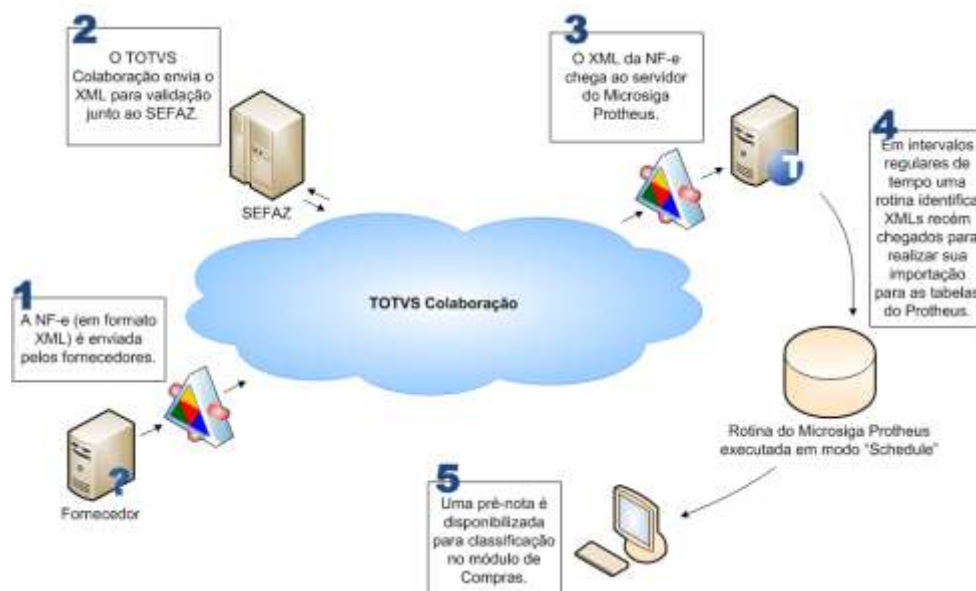 1
A NF-e (em formato
XML) é enviada
pelos fornecedores.
Fornecedor
?
2
O TOTVS
Colaboração envia o
XML para validação
junto ao SEFAZ.
SEFAZ
TOTVS Colaboração
3
O XML da NF-e
chega ao servidor
do Microsiga
Protheus.
T
4
Em intervalos
regulares de
tempo uma
rotina identifica
XMLs recém
chegados para
realizar sua
importação
para as tabelas
do Protheus.
Rotina do Microsiga Protheus
executada em modo “Schedule”
5
Uma pré-nota é
disponibilizada
para classificação
no módulo de
Compras.